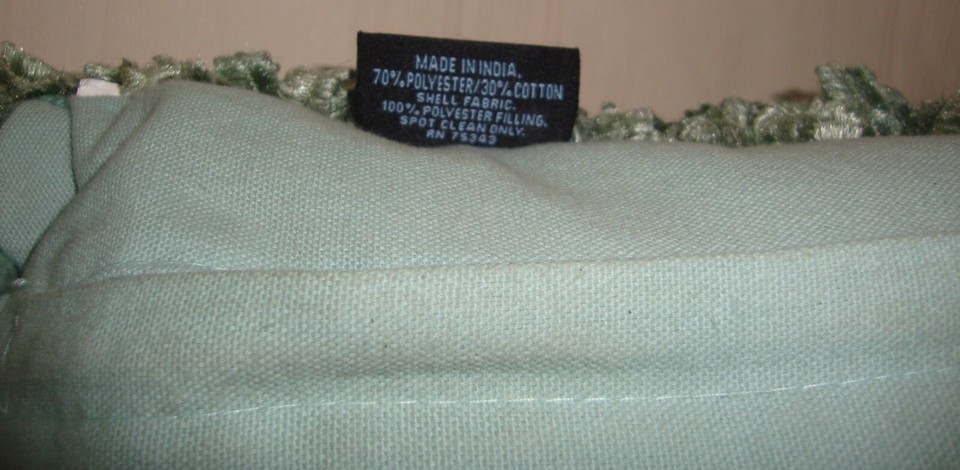 MADE IN INDIA.
70% POLYESTER/30% COTTON
SHELL FABRIC.
100% POLYESTER FILLING.
SPOT CLEAN ONLY.
RN 75343